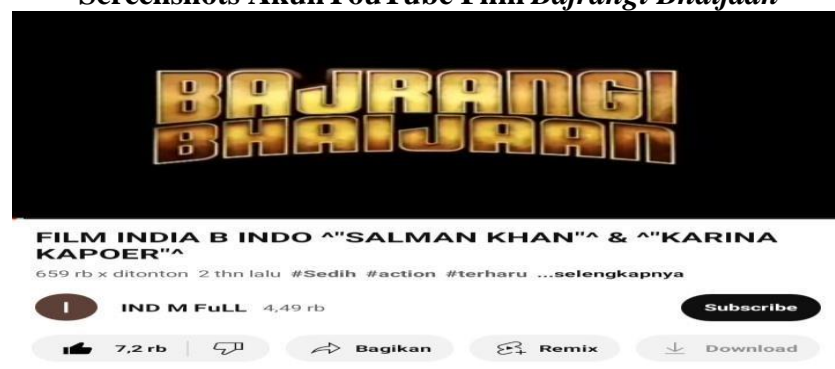 Screenshots Akun YouTube Film Bajrangi Bhaijaan
BAJRANGI
BHAIJAAN
FILM INDIA B INDO ^"SALMAN KHAN"^ & ^"KARINA
KAPOER"^
659 rb x ditonton 2 thn lalu #Sedih #action #terharu ...selengkapnya
I IND M FuLL 4,49 rb Subscribe
7,2 rb Bagikan Remix Download